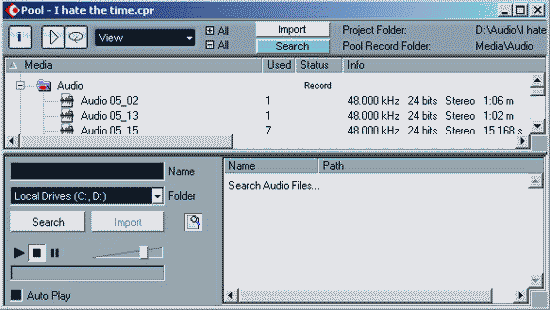 Pool - I hate the time.cpr
View
All
Import
Project Folder:
D:\Audio\I hate
All
Search
Pool Record Folder:
Media\Audio
Media
Used
Status
Info
Audio
Record
Audio 05_02
1
48.000 kHz 24 bits Stereo 1:06 m
Audio 05_13
1
48.000 kHz 24 bits Stereo 1:02 m
Audio 05_15
7
48.000 kHz 24 bits Stereo 15.168 s
Name
Name
Path
Local Drives (C:, D:)
Folder
Search Audio Files...
Search
Import
Auto Play